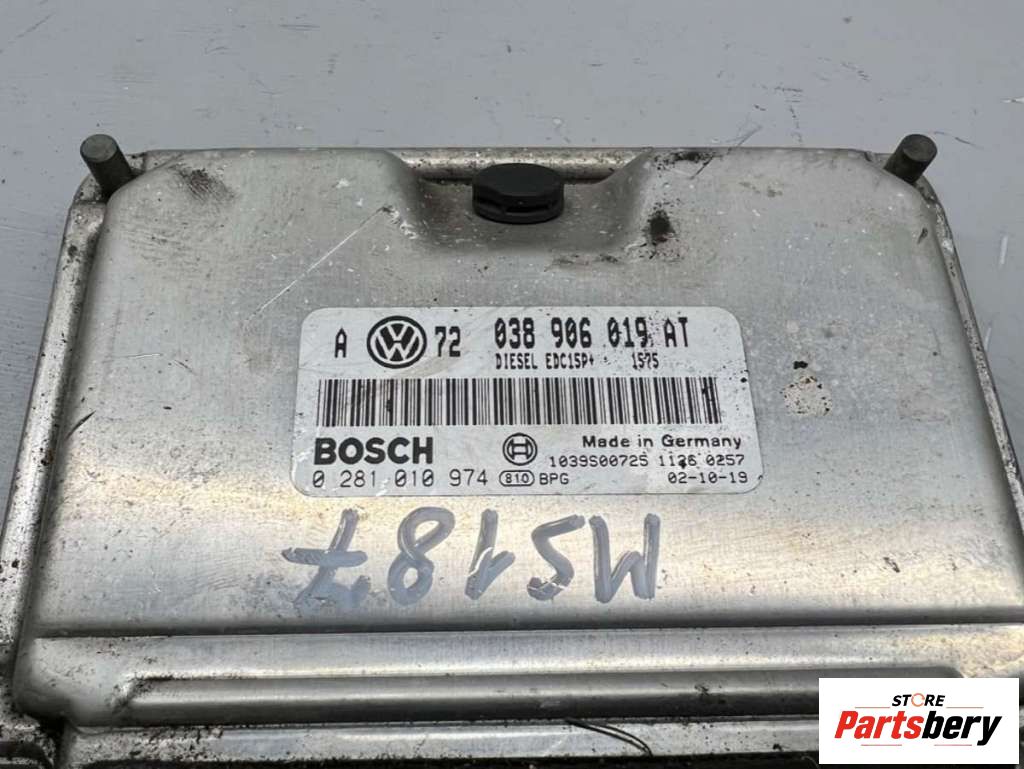 A VW 72 038 906 019 AT
DIESEL EDC15P+ 1575
BOSCH Made in Germany
1039S00725 1126 0257
0 281 010 974 810 BPG 02-10-19
STORE
Partsbery